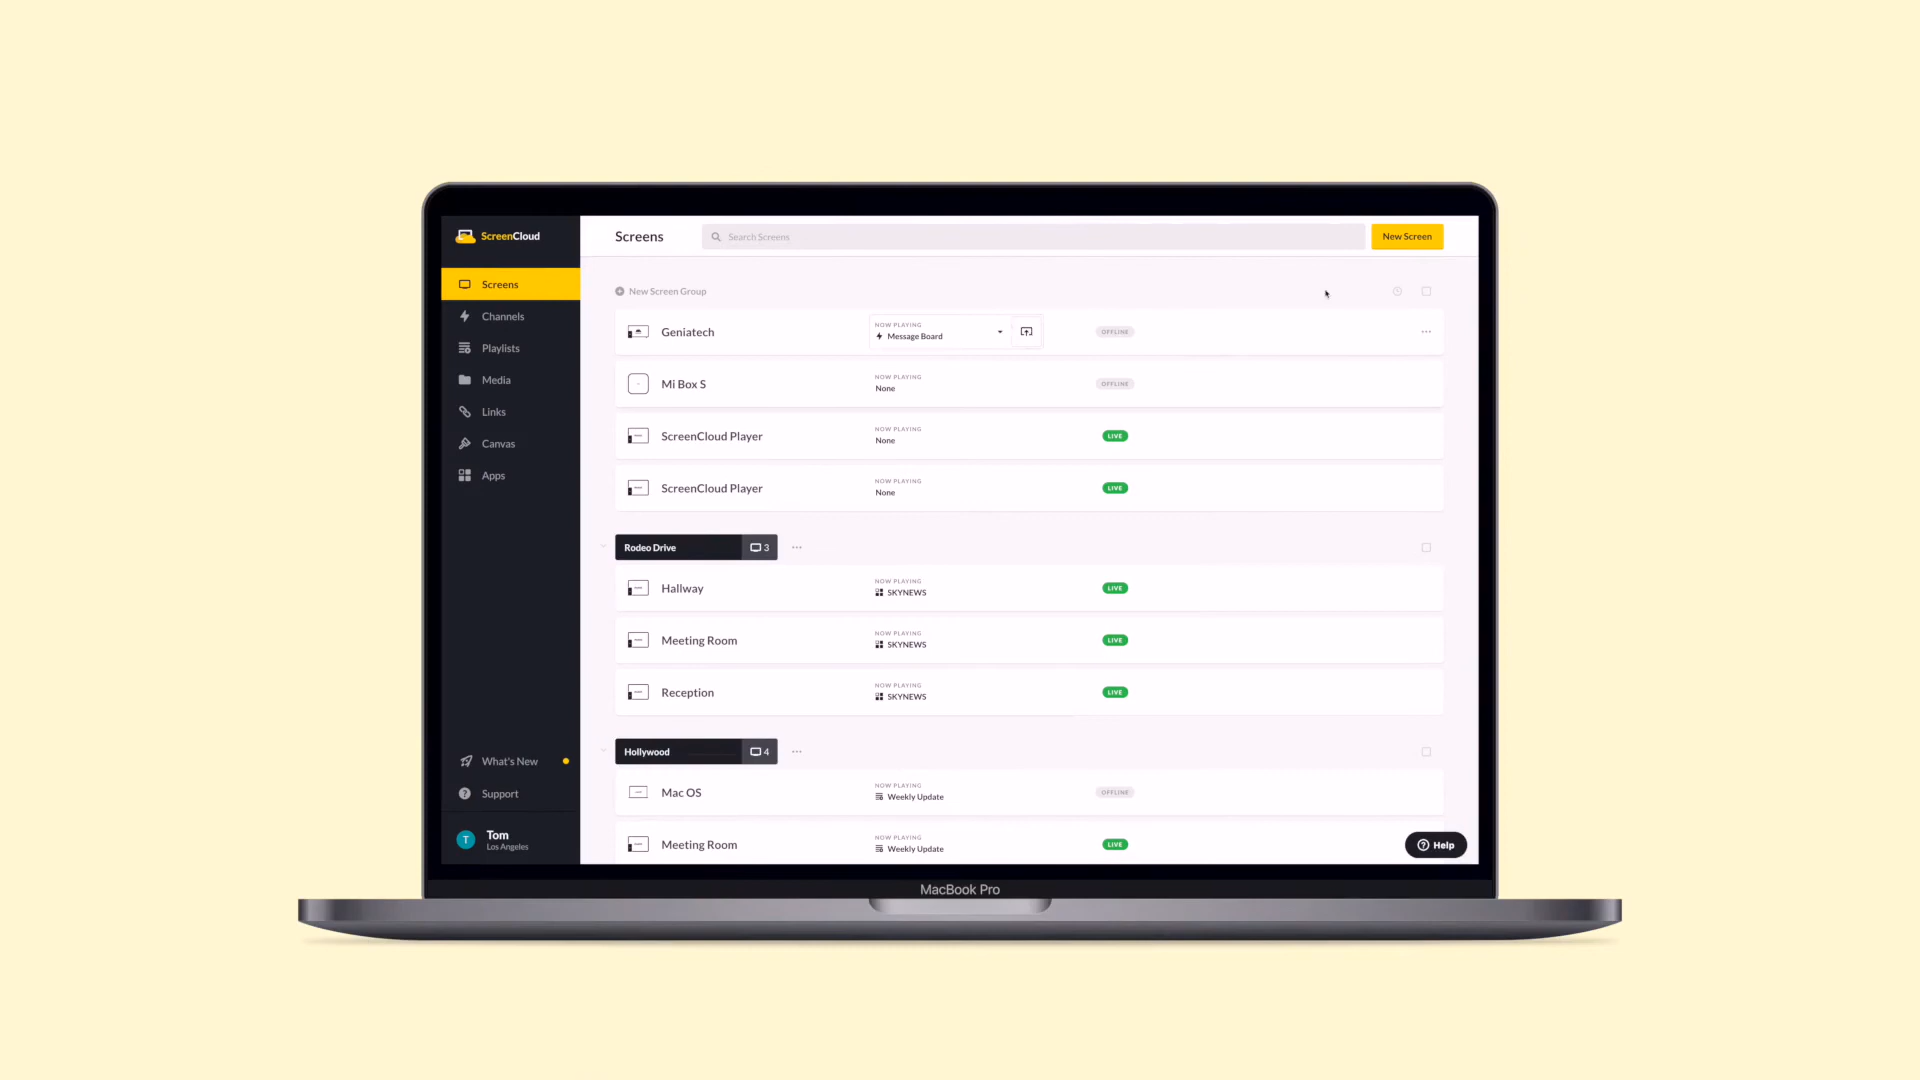 ScreenCloud
Screens
Search Screens
New Screen
Screens
Channels
Playlists
Media
Links
Canvas
Apps
What's New
Support
T
Tom
Los Angeles
New Screen Group
Geniatech
NOW PLAYING
Message Board
OFFLINE
Mi Box S
NOW PLAYING
None
OFFLINE
ScreenCloud Player
NOW PLAYING
None
LIVE
ScreenCloud Player
NOW PLAYING
None
LIVE
Rodeo Drive 3
Hallway
NOW PLAYING
SKYNEWS
LIVE
Meeting Room
NOW PLAYING
SKYNEWS
LIVE
Reception
NOW PLAYING
SKYNEWS
LIVE
Hollywood 4
Mac OS
NOW PLAYING
Weekly Update
OFFLINE
Meeting Room
NOW PLAYING
Weekly Update
LIVE
Help
MacBook Pro